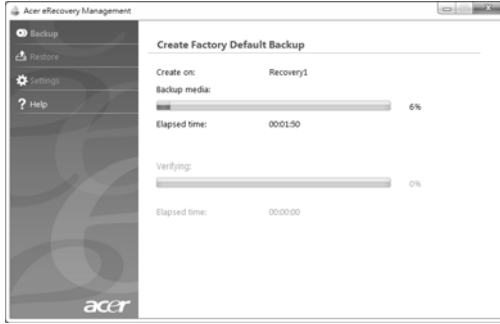 Acer eRecovery Management
Backup
Restore
Settings
Help
Create Factory Default Backup
Create on: Recovery1
Backup media:
6%
Elapsed time: 00:01:50
Verifying:
0%
Elapsed time: 00:00:00
acer